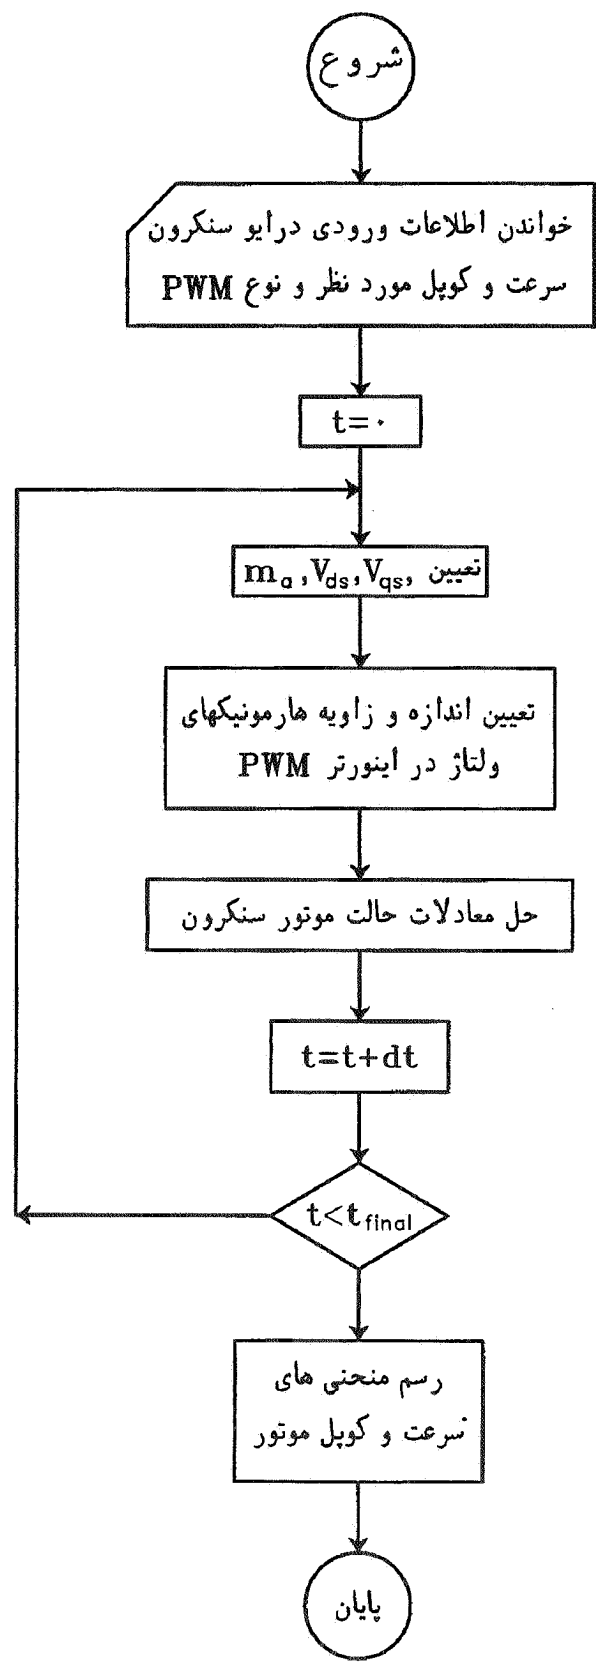 شروع
خواندن اطلاعات ورودی درایو سنکرون
سرعت و کوپل مورد نظر و نوع PWM
t=۰
تعیین ,m_a ,V_ds,V_qs
تعیین اندازه و زاویه هارمونیکهای
ولتاژ در اینورتر PWM
حل معادلات حالت موتور سنکرون
t=t+dt
t<t_final
رسم منحنی های
سرعت و کوپل موتور
پایان